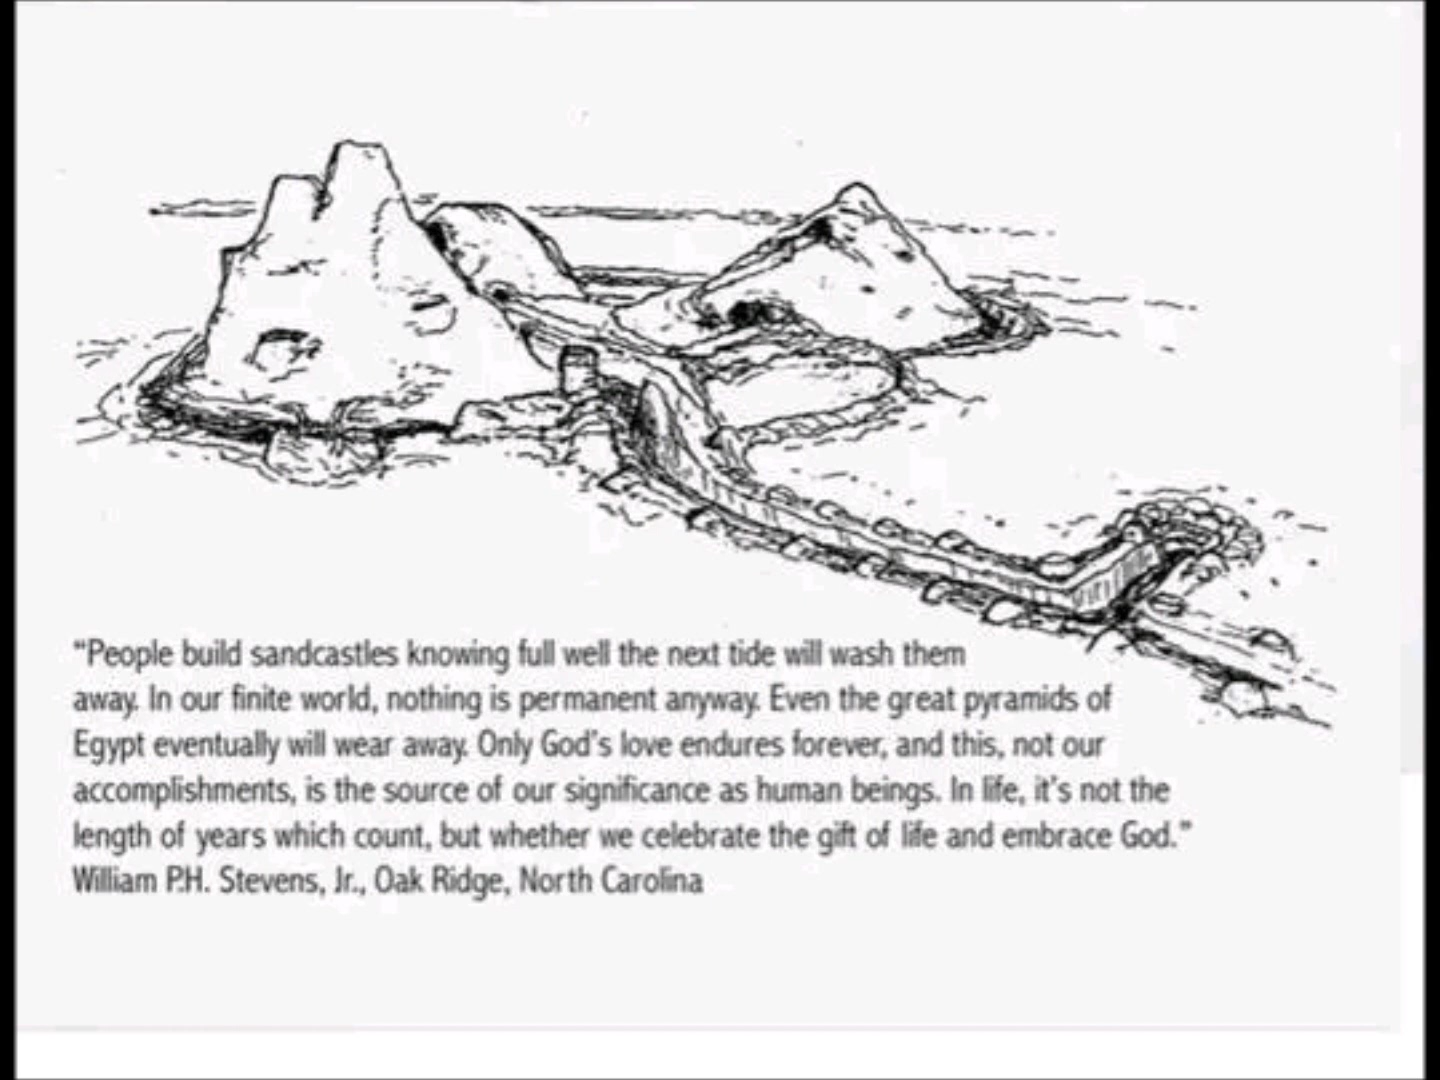 “People build sandcastles knowing full well the next tide will wash them
away. In our finite world, nothing is permanent anyway. Even the great pyramids of
Egypt eventually will wear away. Only God’s love endures forever, and this, not our
accomplishments, is the source of our significance as human beings. In life, it’s not the
length of years which count, but whether we celebrate the gift of life and embrace God.”
William P.H. Stevens, Jr., Oak Ridge, North Carolina